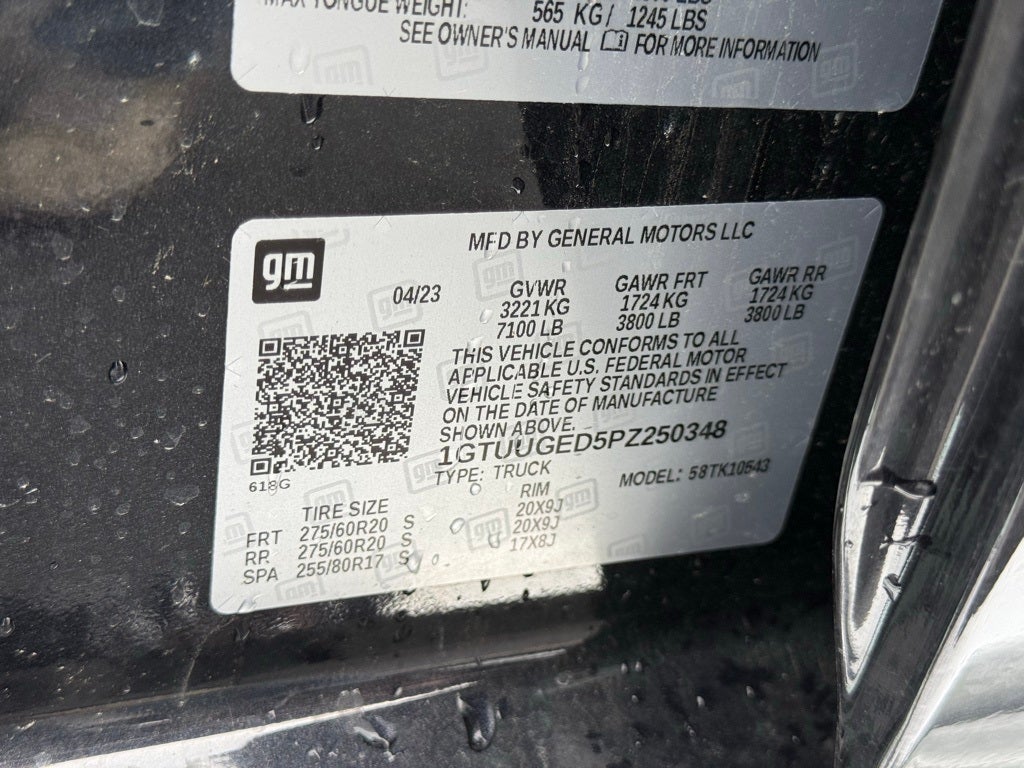 MAX TONGUE WEIGHT: 565 KG / 1245 LBS
SEE OWNER'S MANUAL FOR MORE INFORMATION
gm
MFD BY GENERAL MOTORS LLC
04/23
GVWR GAWR FRT GAWR RR
3221 KG 1724 KG 1724 KG
7100 LB 3800 LB 3800 LB
THIS VEHICLE CONFORMS TO ALL
APPLICABLE U.S. FEDERAL MOTOR
VEHICLE SAFETY STANDARDS IN EFFECT
ON THE DATE OF MANUFACTURE
SHOWN ABOVE.
1GTUUGED5PZ250348
TYPE: TRUCK MODEL: 58TK10543
618G
TIRE SIZE RIM
FRT 275/60R20 S 20X9J
RR 275/60R20 S 20X9J
SPA 255/80R17 S 17X8J